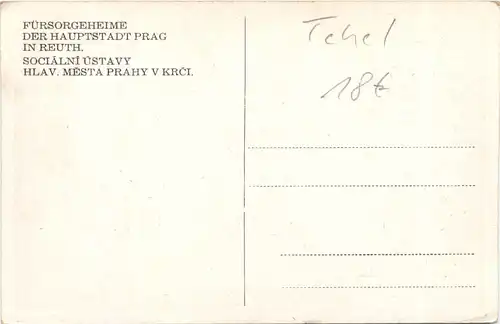 FÜRSORGEHEIME
DER HAUPTSTADT PRAG
IN REUTH.
SOCIÁLNÍ ÚSTAVY
HLAV. MĚSTA PRAHY V KRČI.
Tehel
18€